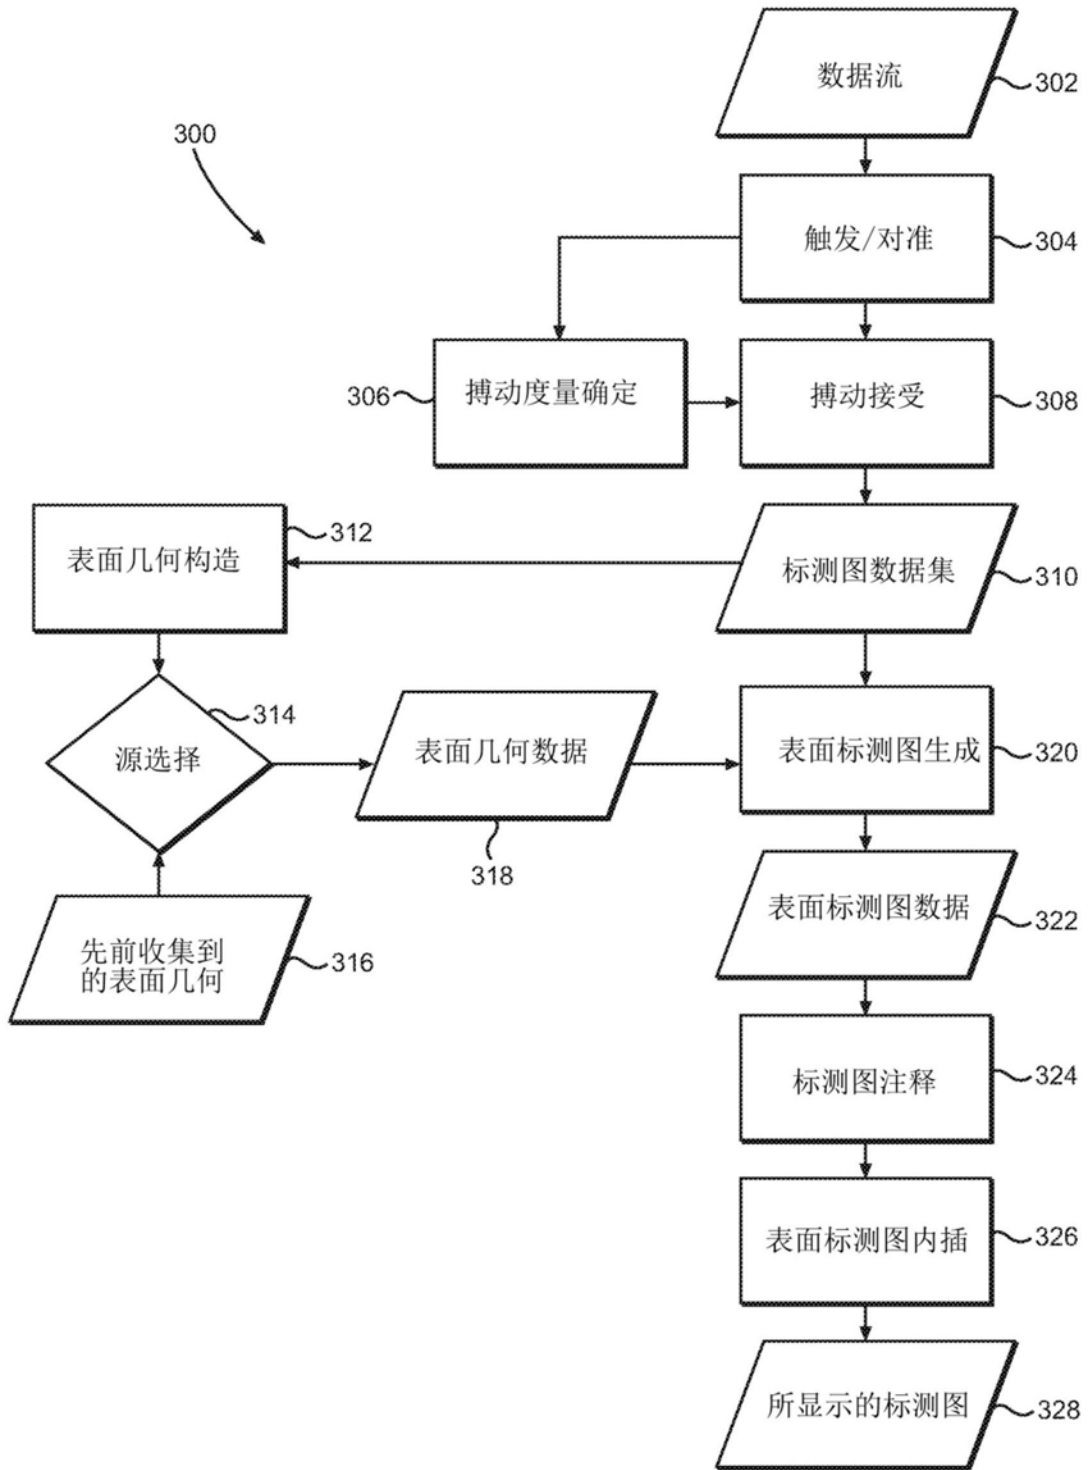 数据流
302
300
触发/对准
304
306
搏动度量确定
搏动接受
308
表面几何构造
312
标测图数据集
310
源选择
314
表面几何数据
318
表面标测图生成
320
先前收集到
的表面几何
316
表面标测图数据
322
标测图注释
324
表面标测图内插
326
所显示的标测图
328